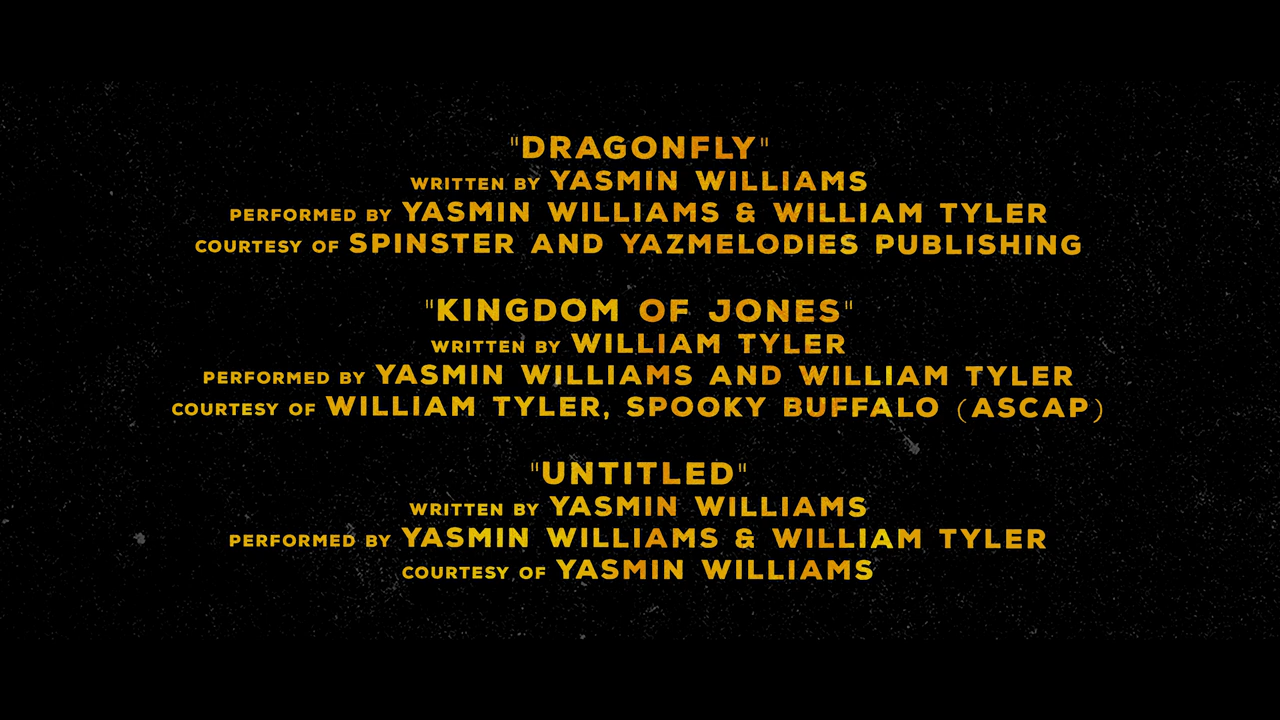 "DRAGONFLY"
WRITTEN BY YASMIN WILLIAMS
PERFORMED BY YASMIN WILLIAMS & WILLIAM TYLER
COURTESY OF SPINSTER AND YAZMELODIES PUBLISHING
"KINGDOM OF JONES"
WRITTEN BY WILLIAM TYLER
PERFORMED BY YASMIN WILLIAMS AND WILLIAM TYLER
COURTESY OF WILLIAM TYLER, SPOOKY BUFFALO (ASCAP)
"UNTITLED"
WRITTEN BY YASMIN WILLIAMS
PERFORMED BY YASMIN WILLIAMS & WILLIAM TYLER
COURTESY OF YASMIN WILLIAMS